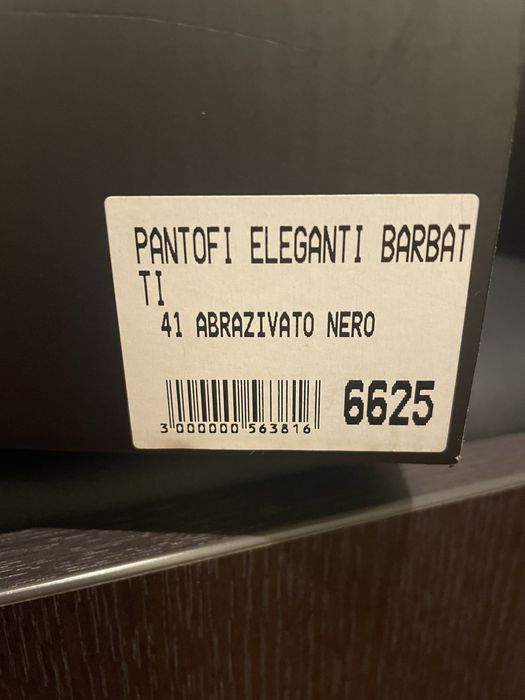 PANTOFI ELEGANTI BARBAT
TI
41 ABRAZIVATO NERO
6625
3 000000 563816